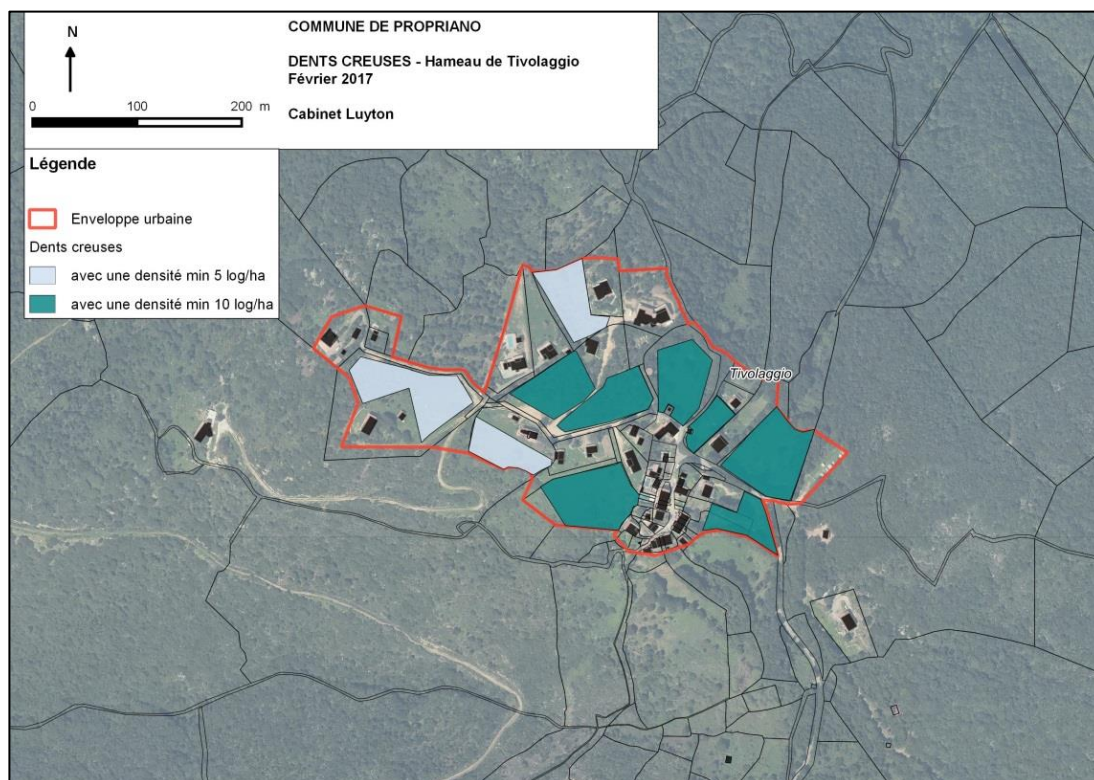 N
0 100 200 m
COMMUNE DE PROPRIANO
DENTS CREUSES - Hameau de Tivolaggio
Février 2017
Cabinet Luyton
Légende
Enveloppe urbaine
Dents creuses
avec une densité min 5 log/ha
avec une densité min 10 log/ha
Tivolaggio